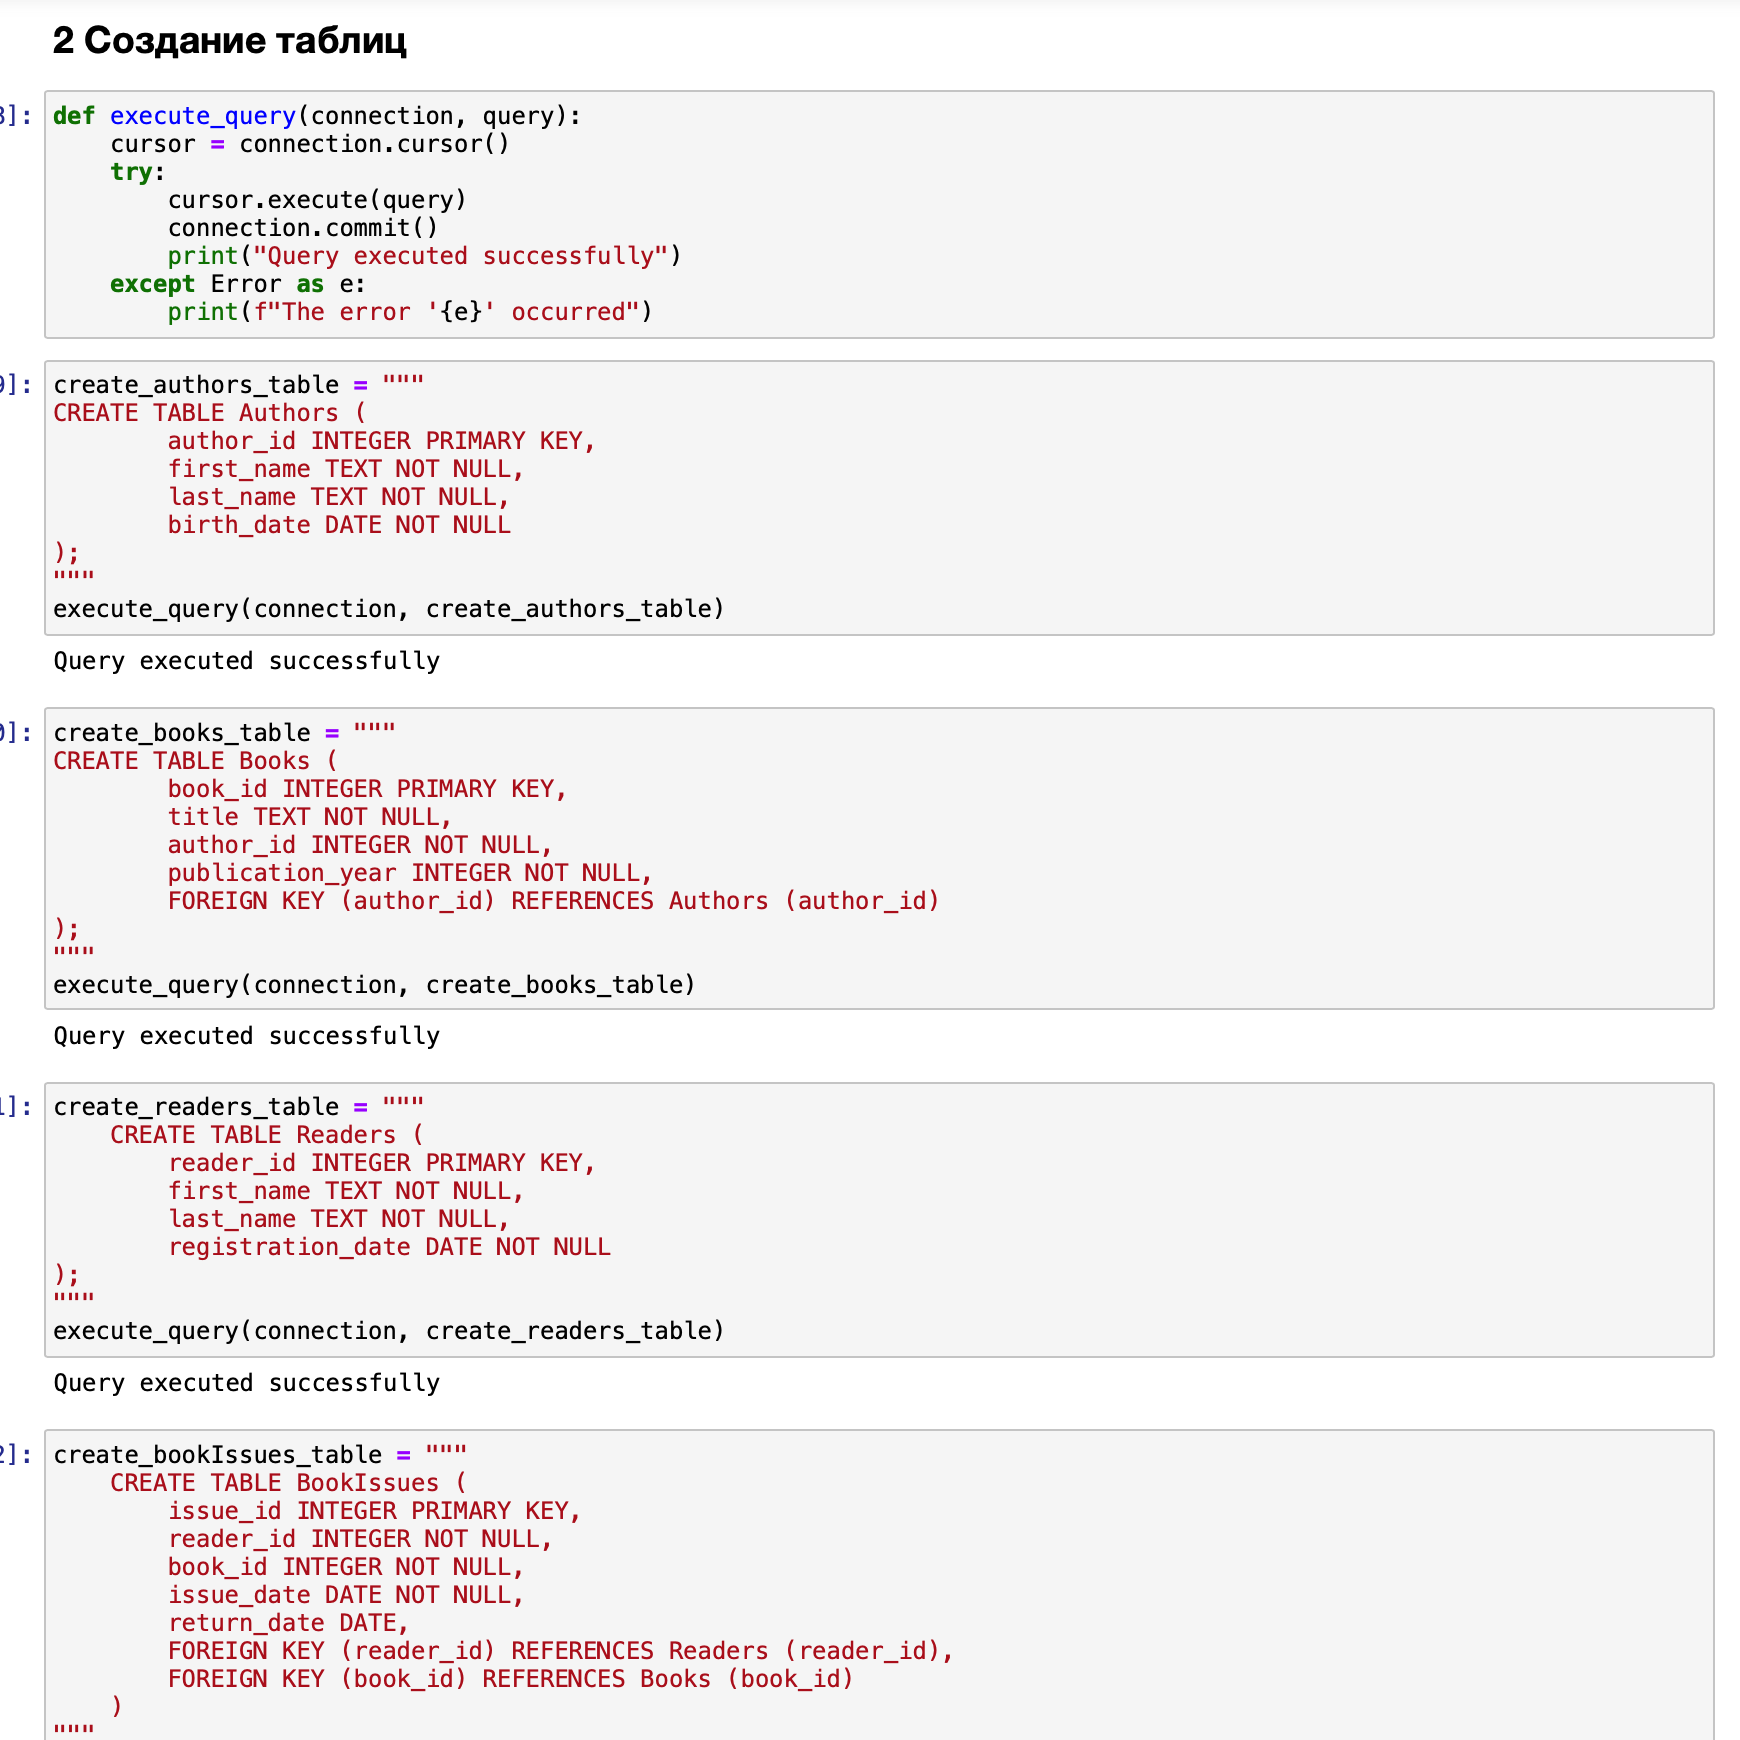 2 Создание таблиц
]:
def execute_query(connection, query):
    cursor = connection.cursor()
    try:
        cursor.execute(query)
        connection.commit()
        print("Query executed successfully")
    except Error as e:
        print(f"The error '{e}' occurred")
]:
create_authors_table = """
CREATE TABLE Authors (
        author_id INTEGER PRIMARY KEY,
        first_name TEXT NOT NULL,
        last_name TEXT NOT NULL,
        birth_date DATE NOT NULL
);
"""
execute_query(connection, create_authors_table)
Query executed successfully
]:
create_books_table = """
CREATE TABLE Books (
        book_id INTEGER PRIMARY KEY,
        title TEXT NOT NULL,
        author_id INTEGER NOT NULL,
        publication_year INTEGER NOT NULL,
        FOREIGN KEY (author_id) REFERENCES Authors (author_id)
);
"""
execute_query(connection, create_books_table)
Query executed successfully
]:
create_readers_table = """
    CREATE TABLE Readers (
        reader_id INTEGER PRIMARY KEY,
        first_name TEXT NOT NULL,
        last_name TEXT NOT NULL,
        registration_date DATE NOT NULL
);
"""
execute_query(connection, create_readers_table)
Query executed successfully
]:
create_bookIssues_table = """
    CREATE TABLE BookIssues (
        issue_id INTEGER PRIMARY KEY,
        reader_id INTEGER NOT NULL,
        book_id INTEGER NOT NULL,
        issue_date DATE NOT NULL,
        return_date DATE,
        FOREIGN KEY (reader_id) REFERENCES Readers (reader_id),
        FOREIGN KEY (book_id) REFERENCES Books (book_id)
    )
"""